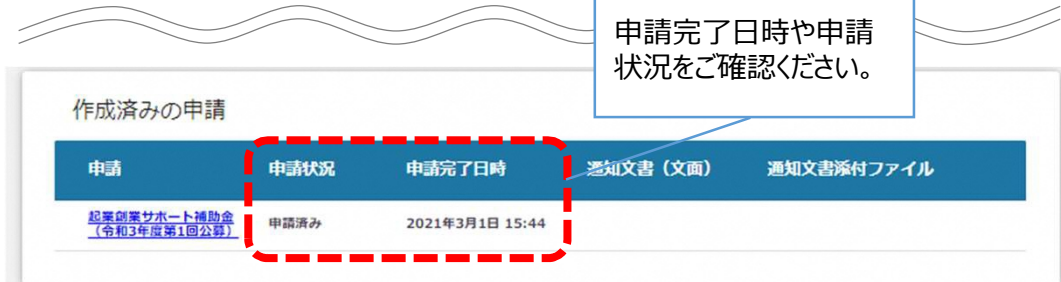 申請完了日時や申請
状況をご確認ください。
作成済みの申請
申請 申請状況 申請完了日時 通知文書（文面） 通知文書添付ファイル
起業創業サポート補助金
（令和3年度第1回公募） 申請済み 2021年3月1日 15:44